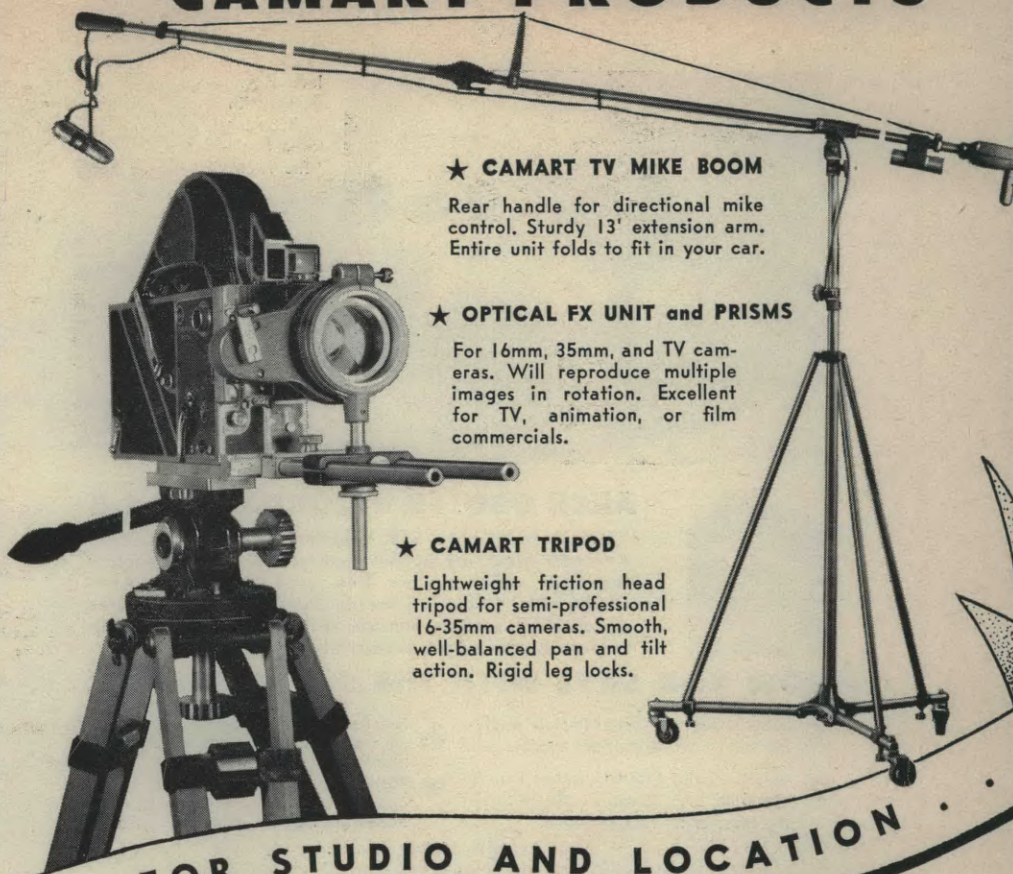 CAMART PRODUCTS
★ CAMART TV MIKE BOOM
Rear handle for directional mike
control. Sturdy 13' extension arm.
Entire unit folds to fit in your car.
★ OPTICAL FX UNIT and PRISMS
For 16mm, 35mm, and TV cam-
eras. Will reproduce multiple
images in rotation. Excellent
for TV, animation, or film
commercials.
★ CAMART TRIPOD
Lightweight friction head
tripod for semi-professional
16-35mm cameras. Smooth,
well-balanced pan and tilt
action. Rigid leg locks.
FOR STUDIO AND LOCATION . .